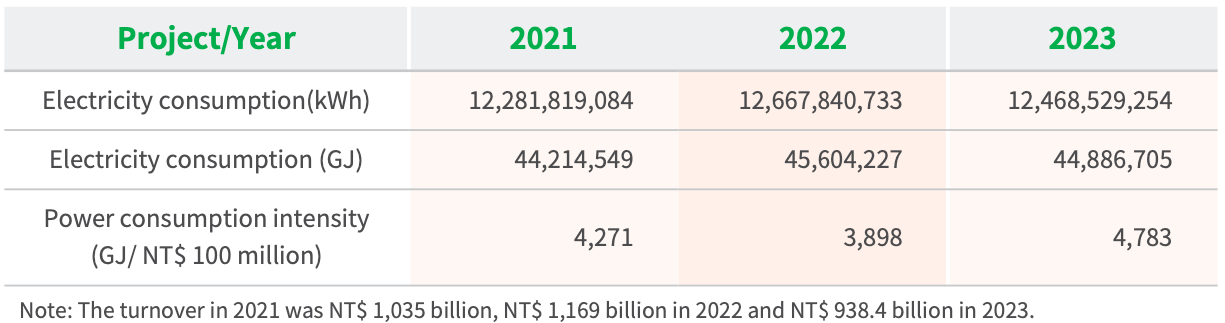 Project/Year 2021 2022 2023
Electricity consumption(kWh) 12,281,819,084 12,667,840,733 12,468,529,254
Electricity consumption (GJ) 44,214,549 45,604,227 44,886,705
Power consumption intensity
(GJ/ NT$ 100 million) 4,271 3,898 4,783
Note: The turnover in 2021 was NT$ 1,035 billion, NT$ 1,169 billion in 2022 and NT$ 938.4 billion in 2023.